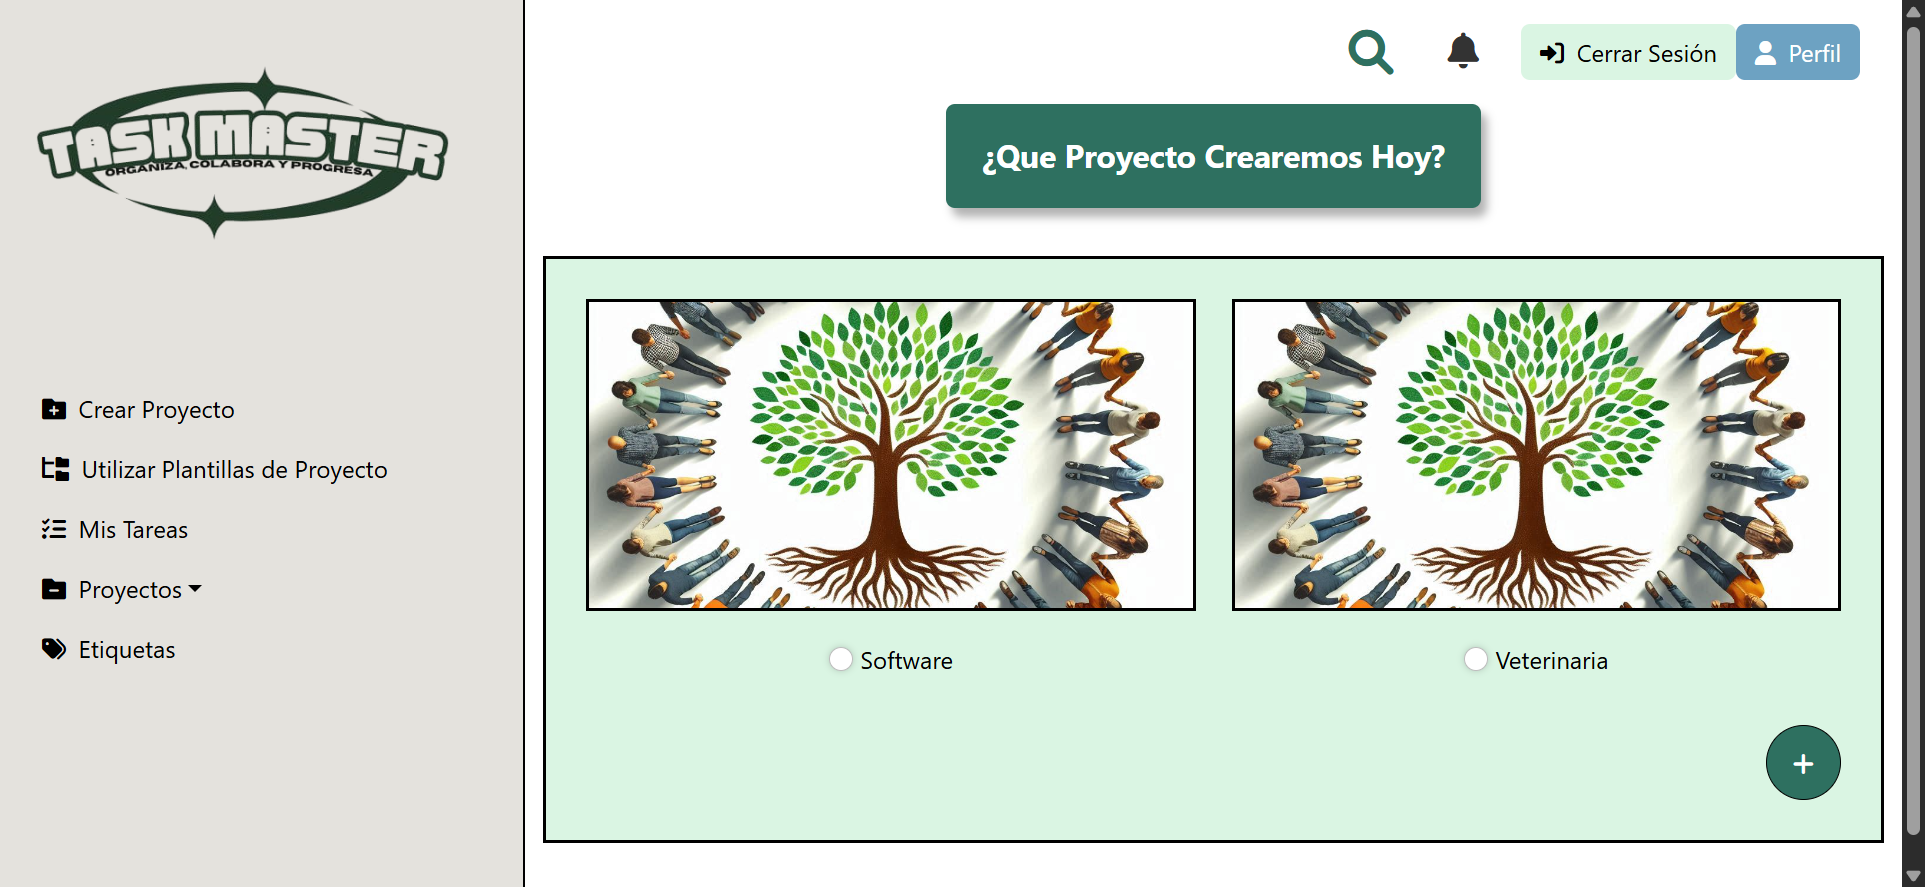 TASK MASTER
ORGANIZA, COLABORA Y PROGRESA
Crear Proyecto
Utilizar Plantillas de Proyecto
Mis Tareas
Proyectos
Etiquetas
Cerrar Sesión
Perfil
¿Que Proyecto Crearemos Hoy?
Software
Veterinaria
+